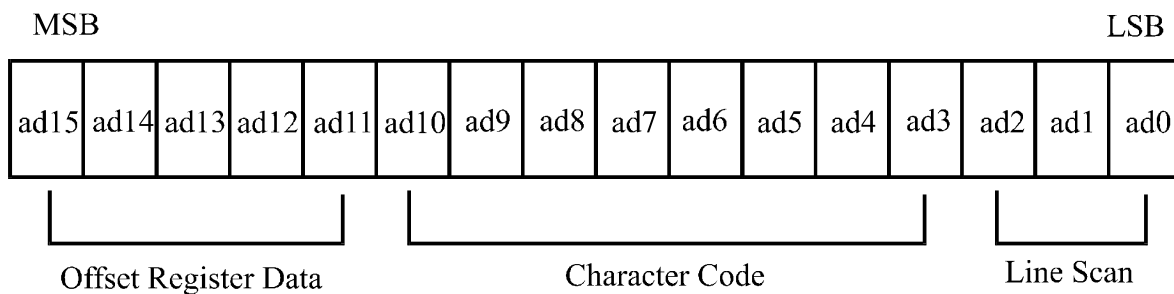 MSB LSB
ad15 ad14 ad13 ad12 ad11 ad10 ad9 ad8 ad7 ad6 ad5 ad4 ad3 ad2 ad1 ad0
Offset Register Data Character Code Line Scan